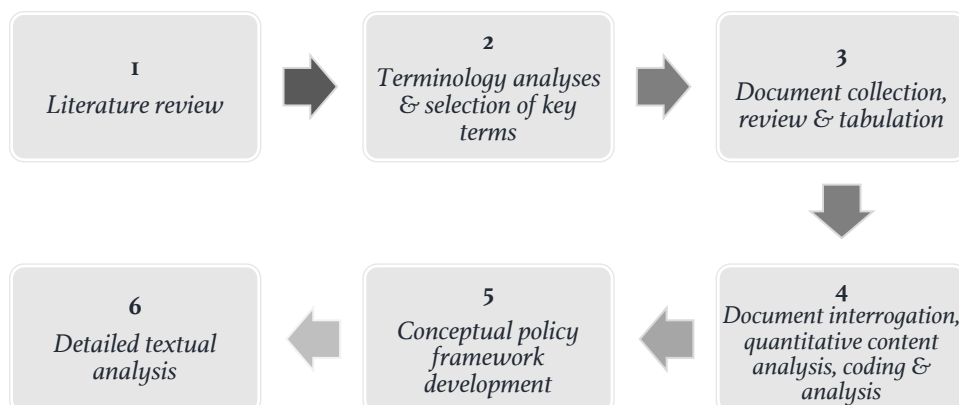 1
Literature review
2
Terminology analyses
& selection of key
terms
3
Document collection,
review & tabulation
4
Document interrogation,
quantitative content
analysis, coding &
analysis
5
Conceptual policy
framework
development
6
Detailed textual
analysis